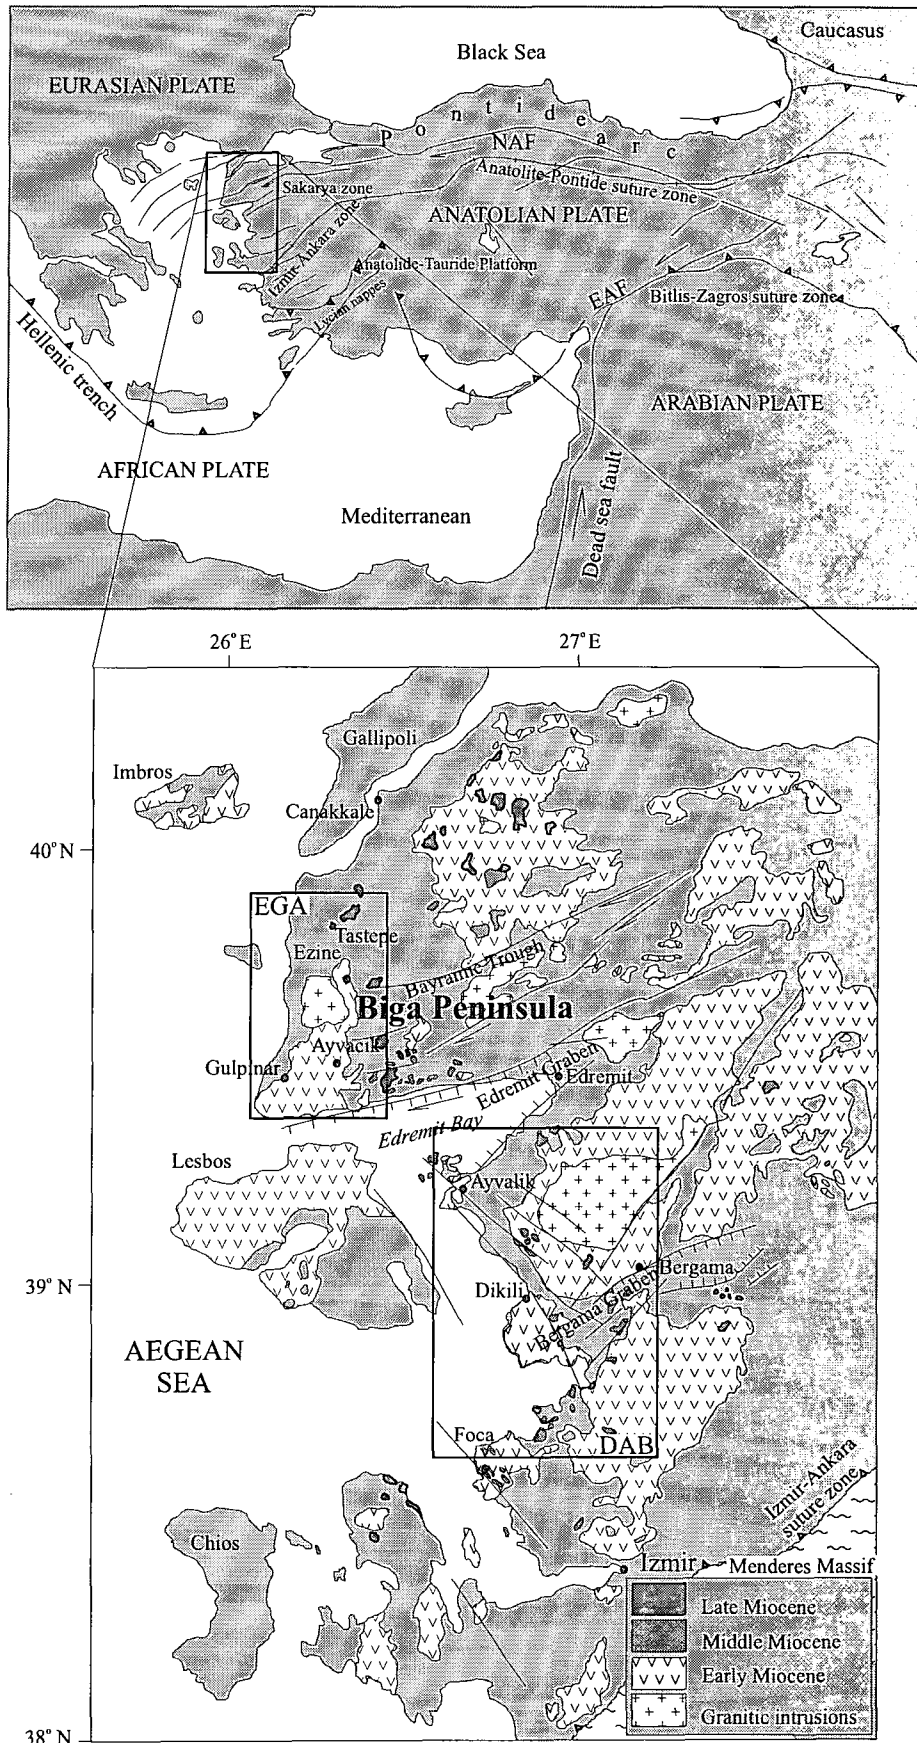 Caucasus
Black Sea
EURASIAN PLATE
Pontide arc
NAF
Anatolite-Pontide suture zone
Sakarya zone
ANATOLIAN PLATE
Izmir-Ankara zone
Anatolide-Tauride Platform
Lycian nappes
EAF
Bitlis-Zagros suture zone
Hellenic trench
ARABIAN PLATE
AFRICAN PLATE
Mediterranean
Dead sea fault
26°E
27°E
Gallipoli
Imbros
Canakkale
40°N
EGA
Tastepe
Ezine
Bayramic Trough
Biga Peninsula
Ayvacik
Gulpinar
Edremit Graben
Edremit
Edremit Bay
Lesbos
Ayvalik
Bergama
39°N
Dikili
Bergama Graben
AEGEAN
SEA
Foca
DAB
Izmir-Ankara
suture zone
Chios
Izmir
Menderes Massif
Late Miocene
Middle Miocene
Early Miocene
Granitic intrusions
38°N